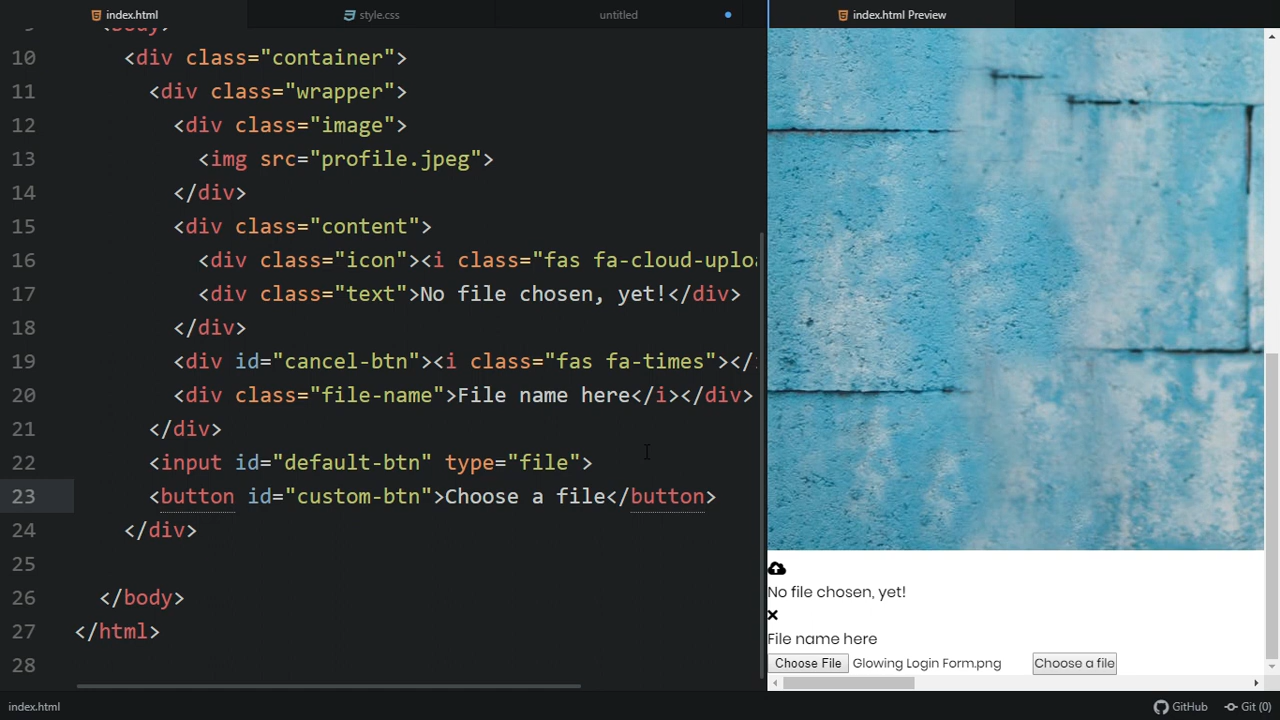 index.html
style.css
untitled
index.html Preview
9 <body>
10 <div class="container">
11 <div class="wrapper">
12 <div class="image">
13 <img src="profile.jpeg">
14 </div>
15 <div class="content">
16 <div class="icon"><i class="fas fa-cloud-uploa
17 <div class="text">No file chosen, yet!</div>
18 </div>
19 <div id="cancel-btn"><i class="fas fa-times"></
20 <div class="file-name">File name here</i></div>
21 </div>
22 <input id="default-btn" type="file">
23 <button id="custom-btn">Choose a file</button>
24 </div>
25
26 </body>
27 </html>
28
No file chosen, yet!
File name here
Choose File Glowing Login Form.png Choose a file
index.html
GitHub
Git (0)